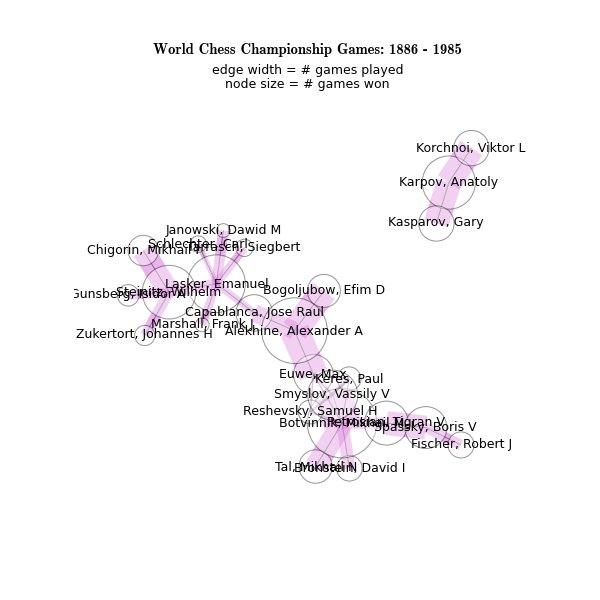 World Chess Championship Games: 1886 - 1985
edge width = # games played
node size = # games won
Korchnoi, Viktor L
Karpov, Anatoly
Kasparov, Gary
Janowski, Dawid M
Schlechter, Carl
Tarrasch, Siegbert
Chigorin, Mikhail I
Lasker, Emanuel
Gunsberg, Isidor A
Steinitz, Wilhelm
Bogoljubow, Efim D
Capablanca, Jose Raul
Marshall, Frank J
Alekhine, Alexander A
Zukertort, Johannes H
Euwe, Max
Keres, Paul
Smyslov, Vassily V
Reshevsky, Samuel H
Botvinnik, Mikhail M
Petrosian, Tigran V
Spassky, Boris V
Fischer, Robert J
Tal, Mikhail N
Bronstein, David I